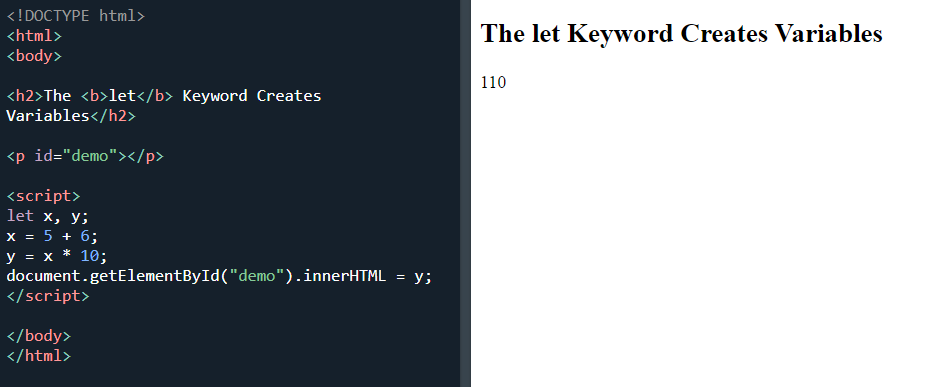 <!DOCTYPE html>
<html>
<body>
<h2>The <b>let</b> Keyword Creates
Variables</h2>
<p id="demo"></p>
<script>
let x, y;
x = 5 + 6;
y = x * 10;
document.getElementById("demo").innerHTML = y;
</script>
</body>
</html>
The let Keyword Creates Variables
110